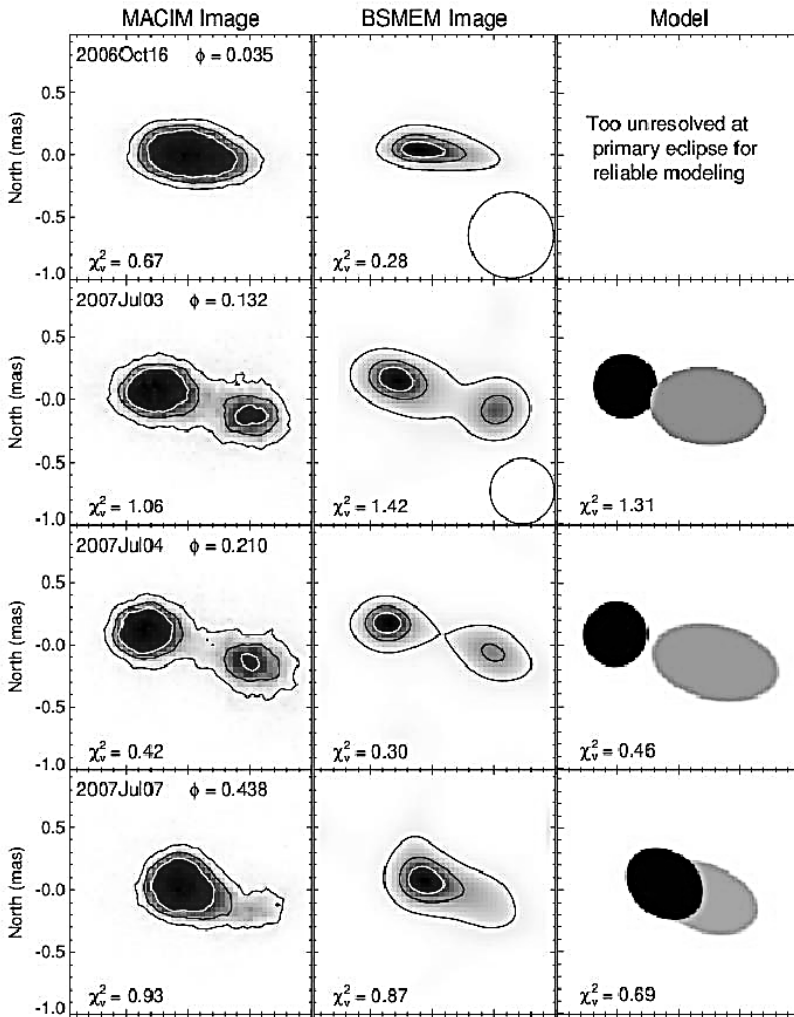 MACIM Image BSMEM Image Model
2006Oct16 ϕ = 0.035
0.5
0.0
-0.5
-1.0
North (mas)
χ²ᵥ = 0.67
χ²ᵥ = 0.28
Too unresolved at
primary eclipse for
reliable modeling
2007Jul03 ϕ = 0.132
0.5
-0.0
-0.5
-1.0
North (mas)
χ²ᵥ = 1.06
χ²ᵥ = 1.42
χ²ᵥ = 1.31
2007Jul04 ϕ = 0.210
0.5
-0.0
-0.5
-1.0
North (mas)
χ²ᵥ = 0.42
χ²ᵥ = 0.30
χ²ᵥ = 0.46
2007Jul07 ϕ = 0.438
0.5
-0.0
-0.5
-1.0
North (mas)
χ²ᵥ = 0.93
χ²ᵥ = 0.87
χ²ᵥ = 0.69